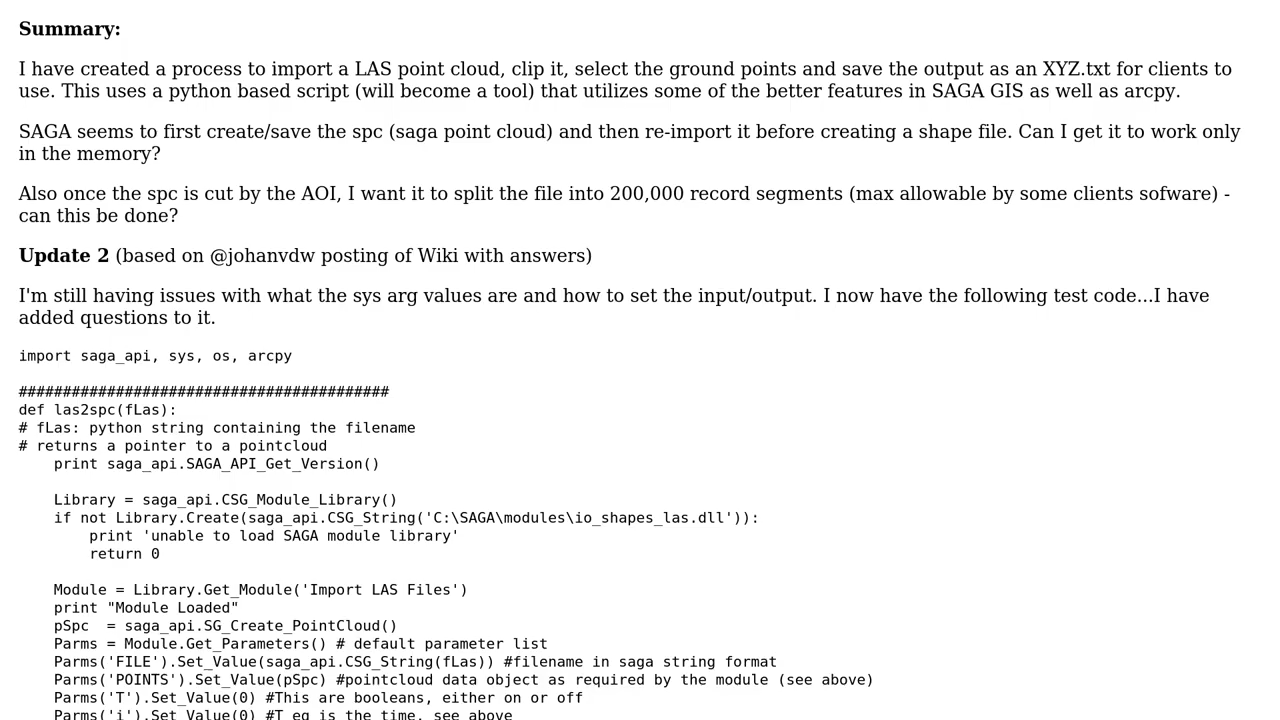 Summary:
I have created a process to import a LAS point cloud, clip it, select the ground points and save the output as an XYZ.txt for clients to
use. This uses a python based script (will become a tool) that utilizes some of the better features in SAGA GIS as well as arcpy.
SAGA seems to first create/save the spc (saga point cloud) and then re-import it before creating a shape file. Can I get it to work only
in the memory?
Also once the spc is cut by the AOI, I want it to split the file into 200,000 record segments (max allowable by some clients sofware) -
can this be done?
Update 2 (based on @johanvdw posting of Wiki with answers)
I'm still having issues with what the sys arg values are and how to set the input/output. I now have the following test code...I have
added questions to it.
import saga_api, sys, os, arcpy
##########################################
def las2spc(fLas):
# fLas: python string containing the filename
# returns a pointer to a pointcloud
    print saga_api.SAGA_API_Get_Version()
    Library = saga_api.CSG_Module_Library()
    if not Library.Create(saga_api.CSG_String('C:\SAGA\modules\io_shapes_las.dll')):
        print 'unable to load SAGA module library'
        return 0
    Module = Library.Get_Module('Import LAS Files')
    print "Module Loaded"
    pSpc  = saga_api.SG_Create_PointCloud()
    Parms = Module.Get_Parameters() # default parameter list
    Parms('FILE').Set_Value(saga_api.CSG_String(fLas)) #filename in saga string format
    Parms('POINTS').Set_Value(pSpc) #pointcloud data object as required by the module (see above)
    Parms('T').Set_Value(0) #This are booleans, either on or off
    Parms('i').Set_Value(0) #T eg is the time, see above